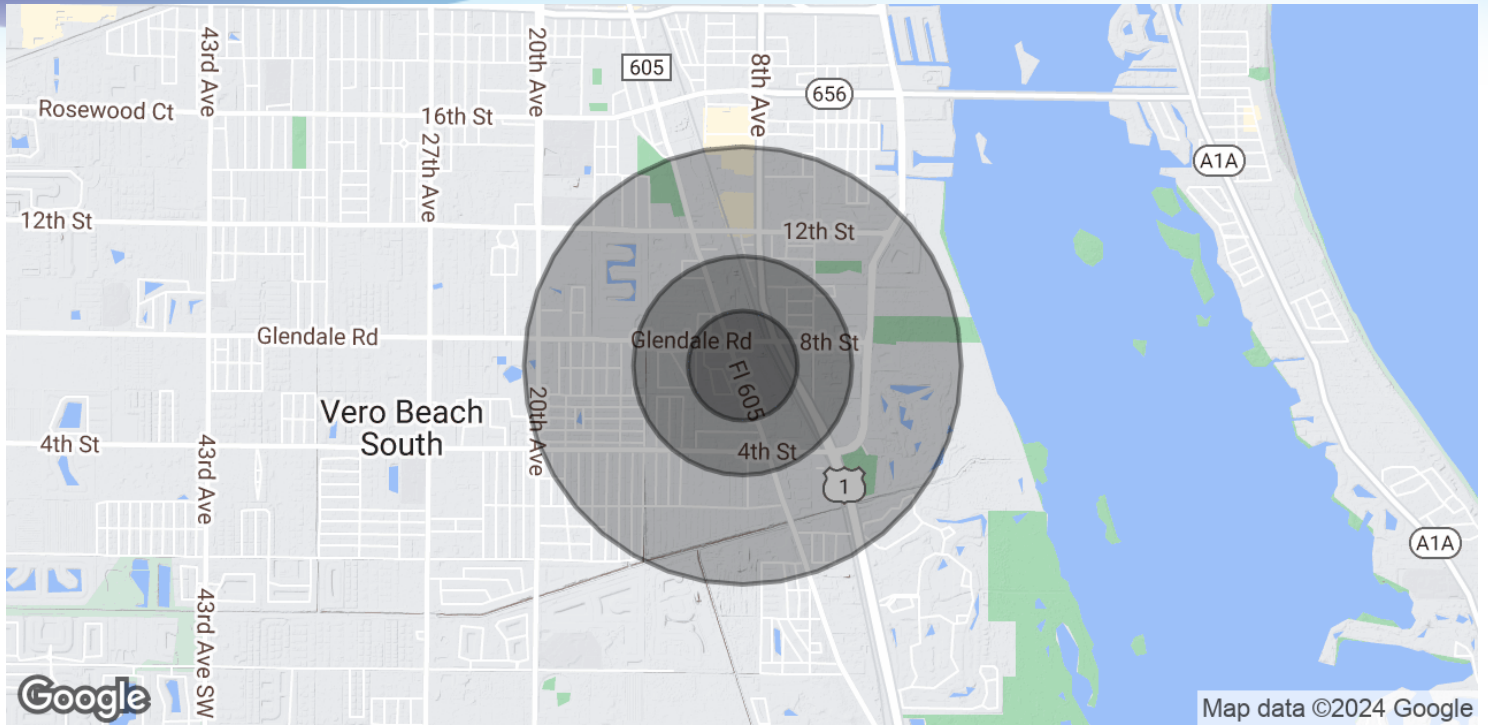 43rd Ave
20th Ave
605
8th Ave
656
Rosewood Ct
16th St
27th Ave
A1A
12th St
12th St
Glendale Rd
Glendale Rd
8th St
Fl 605
Vero Beach
South
20th Ave
4th St
43rd Ave
4th St
1
A1A
43rd Ave SW
Google
Map data ©2024 Google